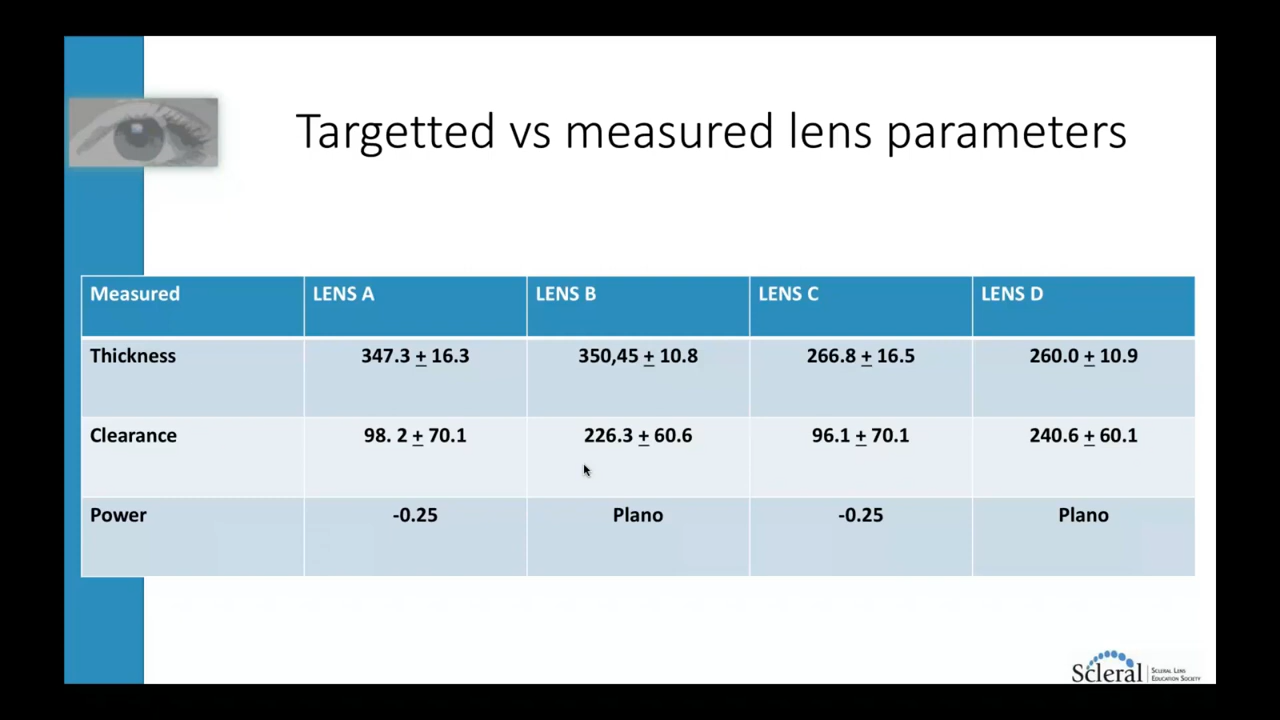 Targetted vs measured lens parameters
Measured LENS A LENS B LENS C LENS D
Thickness 347.3 ± 16.3 350,45 ± 10.8 266.8 ± 16.5 260.0 ± 10.9
Clearance 98. 2 ± 70.1 226.3 ± 60.6 96.1 ± 70.1 240.6 ± 60.1
Power -0.25 Plano -0.25 Plano
Scleral
SCLERAL LENS
EDUCATION SOCIETY